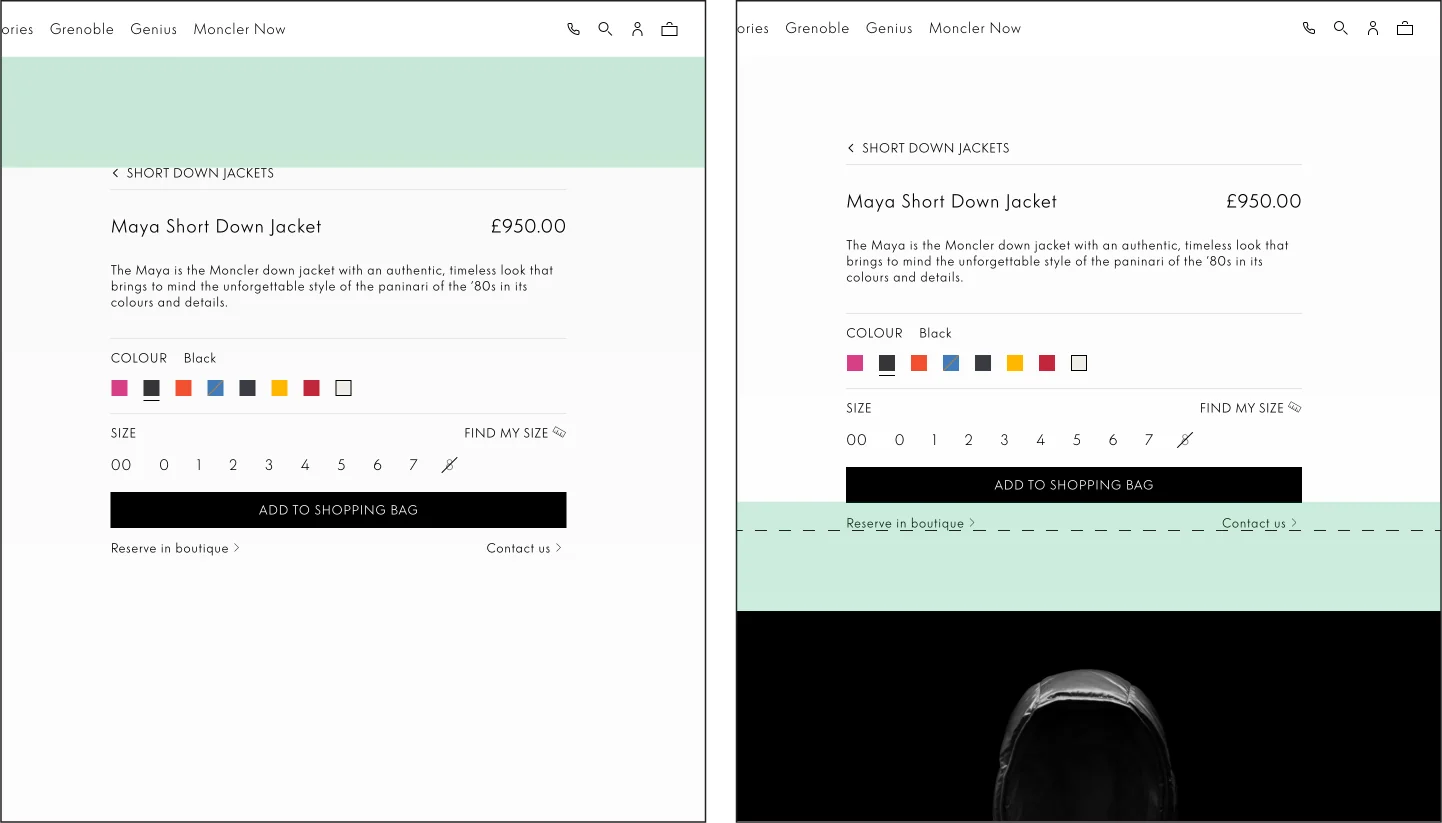 ories Grenoble Genius Moncler Now
SHORT DOWN JACKETS
Maya Short Down Jacket £950.00
The Maya is the Moncler down jacket with an authentic, timeless look that
brings to mind the unforgettable style of the paninari of the ’80s in its
colours and details.
COLOUR Black
SIZE FIND MY SIZE
00 0 1 2 3 4 5 6 7 8
ADD TO SHOPPING BAG
Reserve in boutique Contact us
ories Grenoble Genius Moncler Now
SHORT DOWN JACKETS
Maya Short Down Jacket £950.00
The Maya is the Moncler down jacket with an authentic, timeless look that
brings to mind the unforgettable style of the paninari of the ’80s in its
colours and details.
COLOUR Black
SIZE FIND MY SIZE
00 0 1 2 3 4 5 6 7 8
ADD TO SHOPPING BAG
Reserve in boutique Contact us